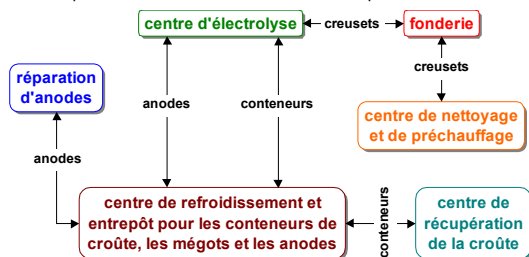 centre d'électrolyse
creusets
fonderie
réparation
d'anodes
anodes
conteneurs
creusets
centre de nettoyage
et de préchauffage
anodes
centre de refroidissement et
entrepôt pour les conteneurs de
croûte, les mégots et les anodes
conteneurs
centre de
récupération
de la croûte